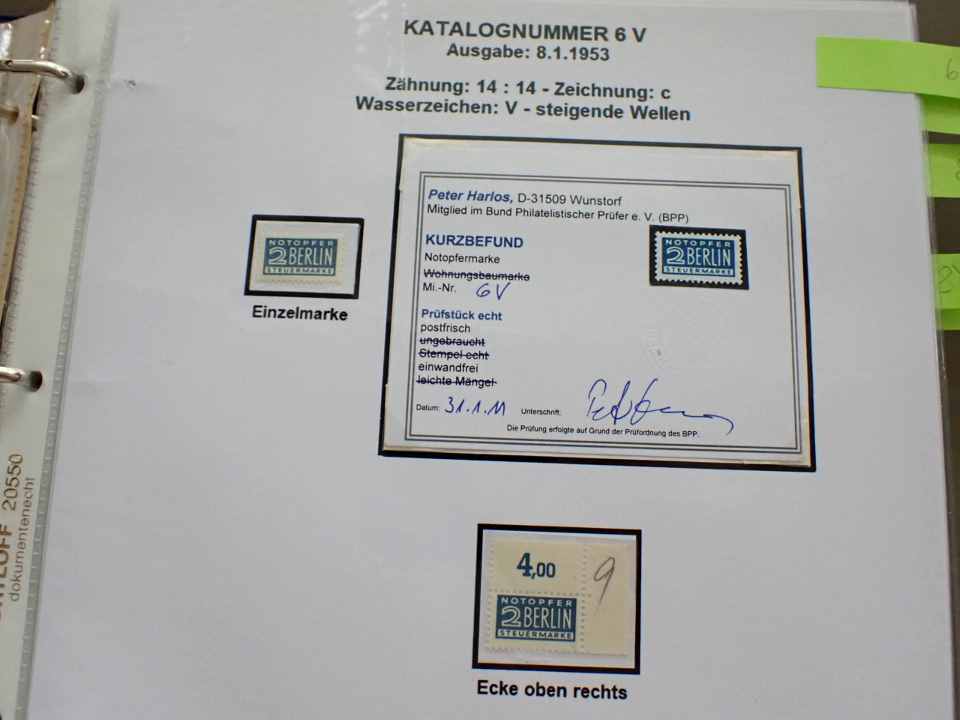 KATALOGNUMMER 6 V
Ausgabe: 8.1.1953
Zähnung: 14 : 14 - Zeichnung: c
Wasserzeichen: V - steigende Wellen
6
8
Peter Harlos, D-31509 Wunstorf
Mitglied im Bund Philatelistischer Prüfer e. V. (BPP)
KURZBEFUND
Notopfermarke
Wohnungsbaumarke
Mi.-Nr. 6V
Prüfstück echt
postfrisch
ungebraucht
Stempel echt
einwandfrei
leichte Mängel
Datum: 31.1.11 Unterschrift:
Die Prüfung erfolgte auf Grund der Prüfordnung des BPP.
NOTOPFER
2 BERLIN
STEUERMARKE
NOTOPFER
2 BERLIN
STEUERMARKE
Einzelmarke
4,00
9
NOTOPFER
2 BERLIN
STEUERMARKE
Ecke oben rechts
20550
dokumentenecht